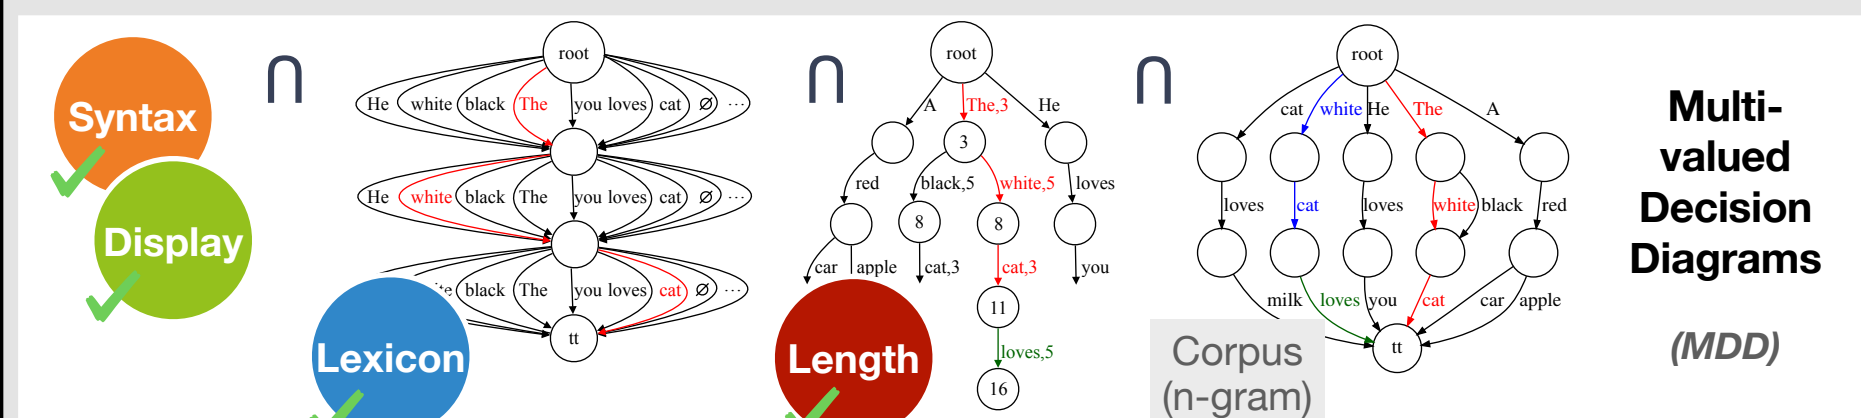 Syntax
Display
∩
root
He white black The you loves cat ∅ ...
He white black The you loves cat ∅ ...
black The you loves cat ∅ ...
tt
Lexicon
∩
root
A The,3 He
3
red black,5 white,5 loves
8 8
car apple cat,3 cat,3 you
11
loves,5
16
Length
∩
root
cat white He The A
loves cat loves white black red
milk loves you cat car apple
tt
Corpus
(n-gram)
Multi-
valued
Decision
Diagrams
(MDD)